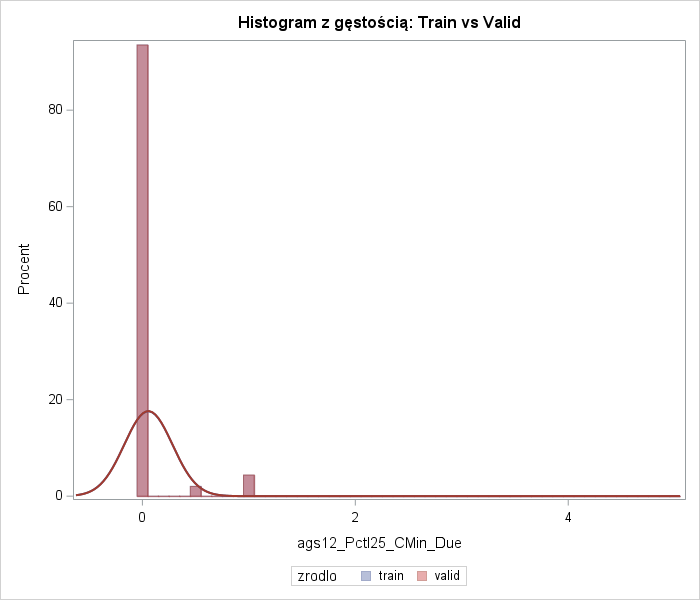 Histogram z gęstością: Train vs Valid
80
60
40
20
0
Procent
0 2 4
ags12_Pctl25_CMin_Due
zrodlo train valid